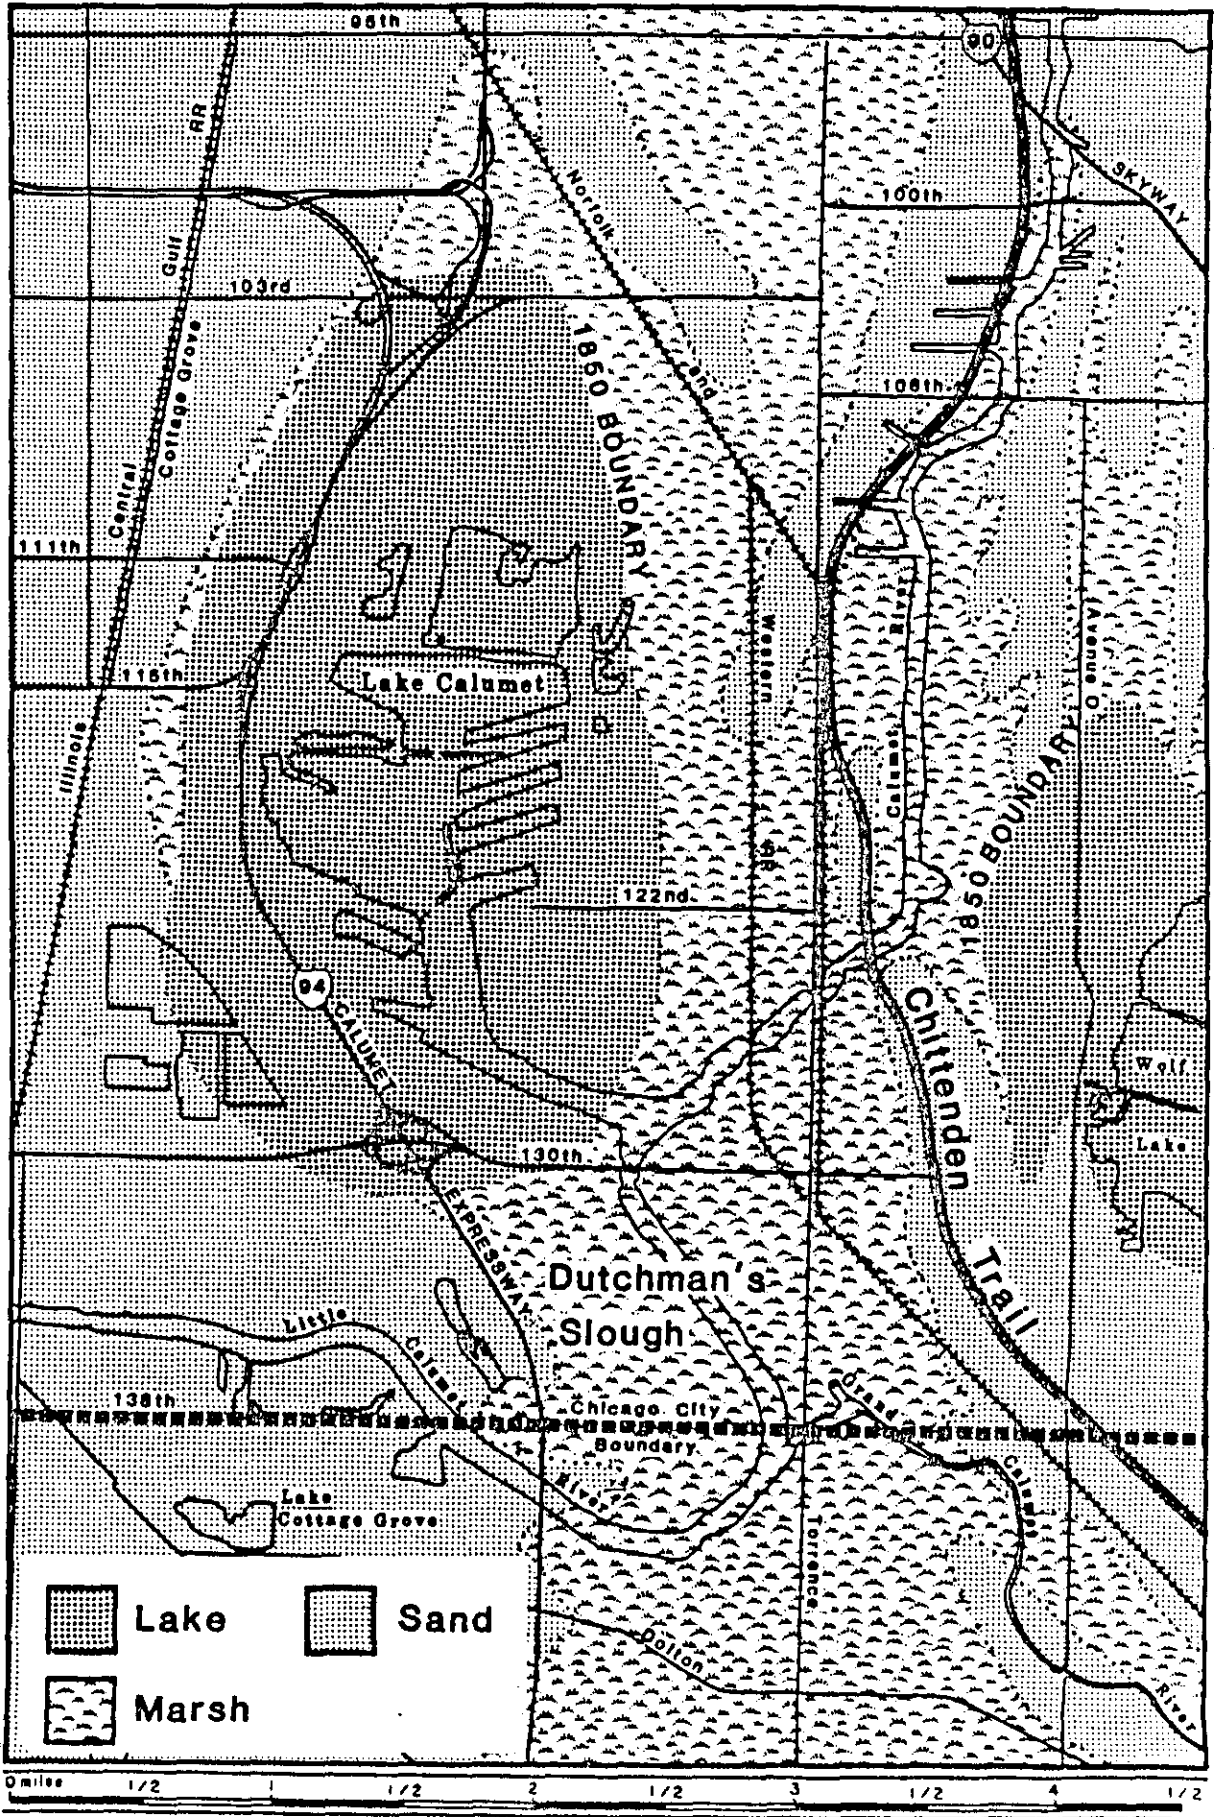 95th
90
RR
SKYWAY
Norfolk
100th
Gulf
103rd
Cottage Grove
1850 BOUNDARY
and
106th
Central
111th
River
Western
Avenue O
115th
Lake Calumet
Illinois
Calumet
1850 BOUNDARY
RR
122nd
94
CALUMET
Chittenden
Wolf
Lake
130th
EXPRESSWAY
Dutchman's
Slough
Trail
Little
Calumet
138th
Chicago City
Boundary
Grand
Calumet
River
Lake
Cottage Grove
Torrence
Lake
Sand
Marsh
Dolton
River
0 miles 1/2 1 1/2 2 1/2 3 1/2 4 1/2